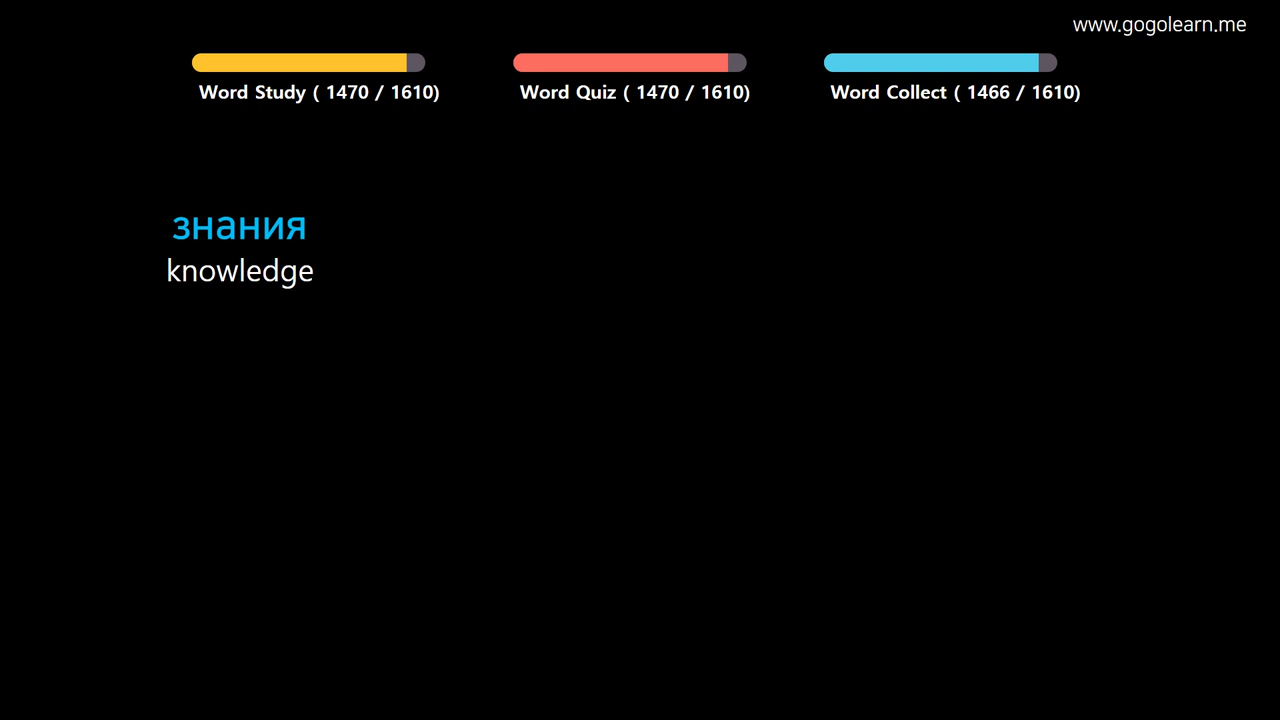 www.gogolearn.me
Word Study ( 1470 / 1610)
Word Quiz ( 1470 / 1610)
Word Collect ( 1466 / 1610)
знания
knowledge